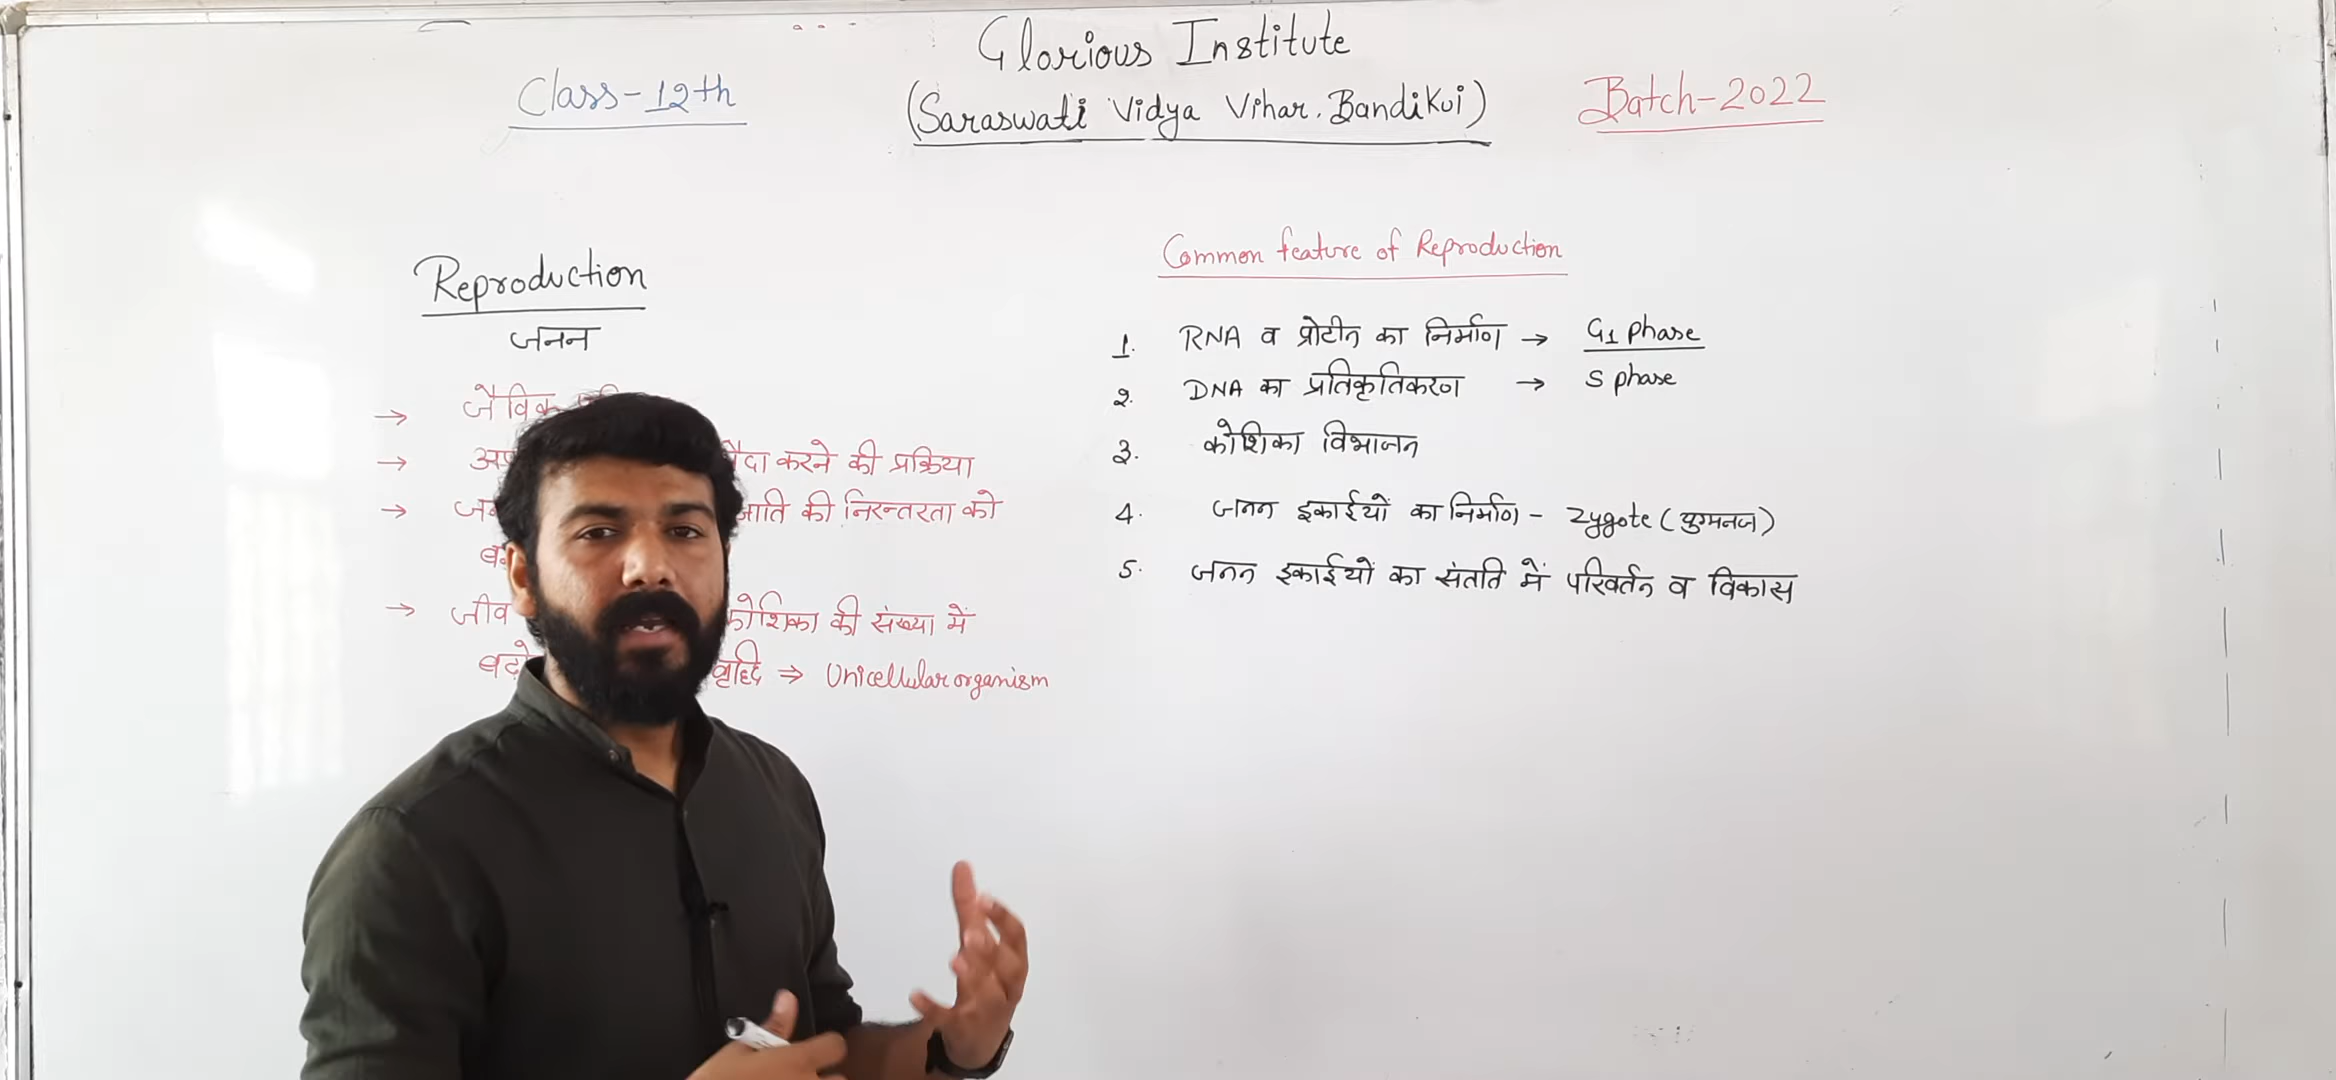 Glorious Institute
Class-12th
(Saraswati Vidya Vihar. Bandikui)
Batch-2022
Reproduction
जनन
→ जैविक
→ पैदा करने की प्रक्रिया
→ जाति की निरन्तरता को
→ जीव कोशिका की संख्या में
वृद्धि ⇒ Unicellular organism
Common feature of Reproduction
1. RNA व प्रोटीन का निर्माण → G1 phase
2. DNA का प्रतिकृतिकरण → S phase
3. कोशिका विभाजन
4. जनन इकाईयों का निर्माण - Zygote (युग्मनज)
5. जनन इकाईयों का संतति में परिवर्तन व विकास